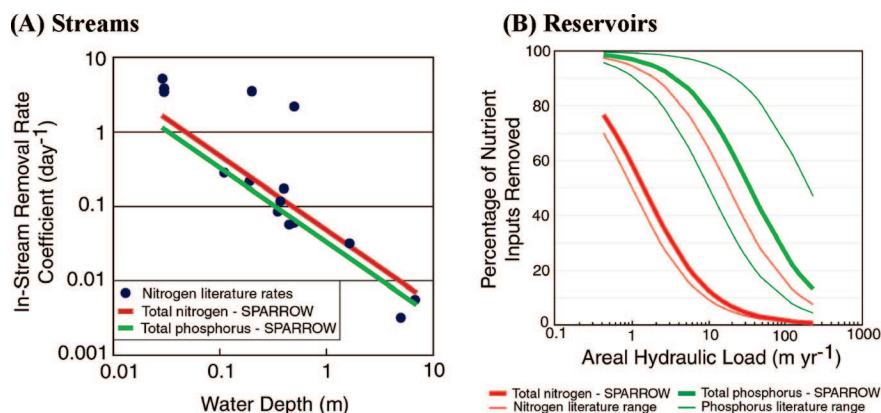 (A) Streams
10
1
0.1
0.01
0.001
In-Stream Removal Rate
Coefficient (day-1)
Nitrogen literature rates
Total nitrogen - SPARROW
Total phosphorus - SPARROW
0.01
0.1
1
10
Water Depth (m)
(B) Reservoirs
100
80
60
40
20
0
Percentage of Nutrient
Inputs Removed
0.1
1
10
100
1000
Areal Hydraulic Load (m yr-1)
Total nitrogen - SPARROW
Nitrogen literature range
Total phosphorus - SPARROW
Phosphorus literature range